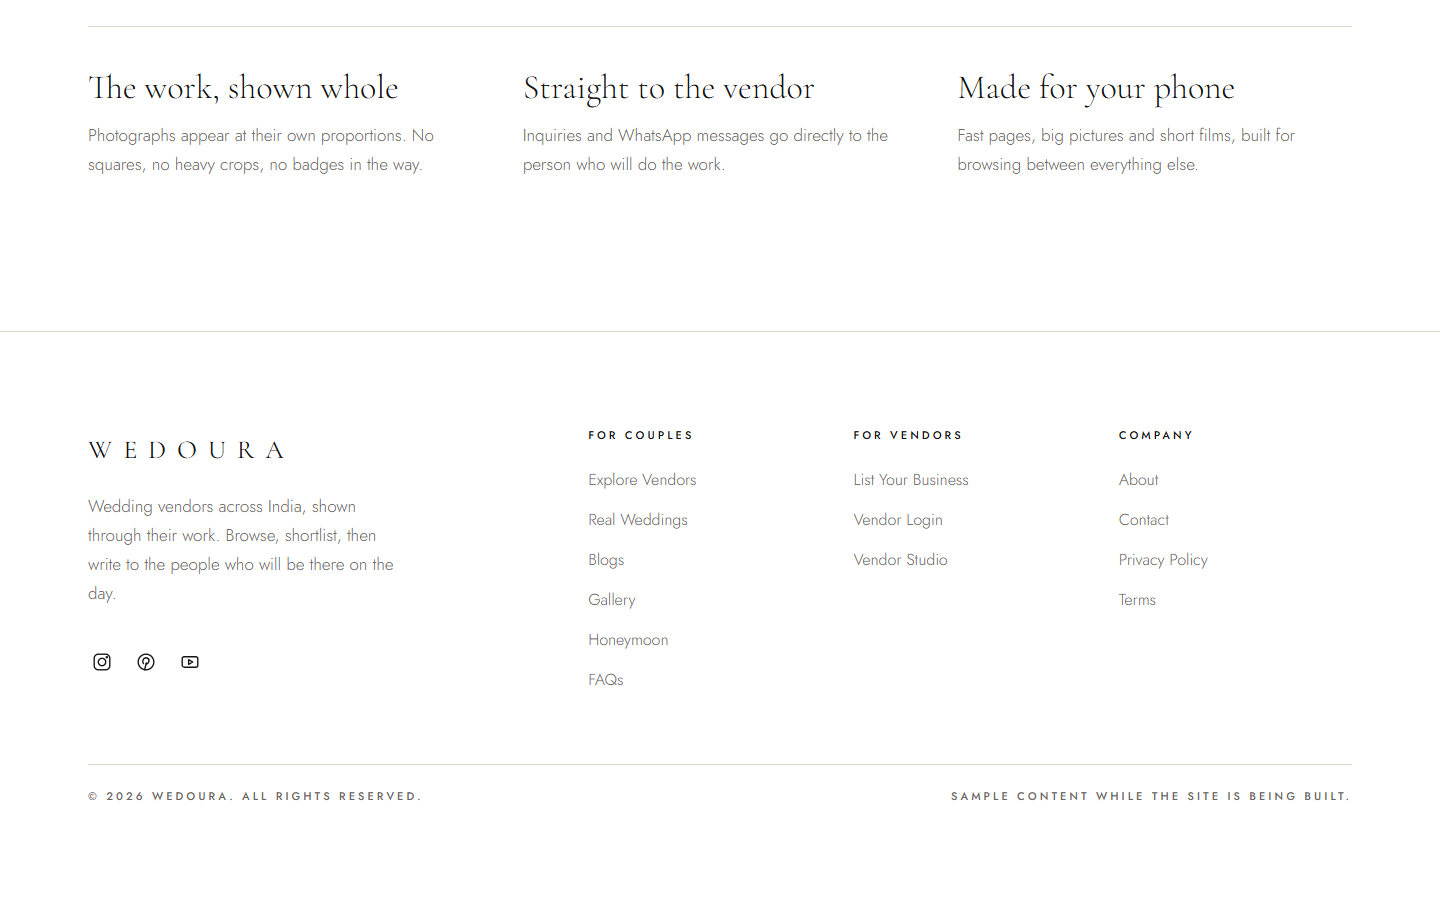 The work, shown whole
Photographs appear at their own proportions. No
squares, no heavy crops, no badges in the way.
Straight to the vendor
Inquiries and WhatsApp messages go directly to the
person who will do the work.
Made for your phone
Fast pages, big pictures and short films, built for
browsing between everything else.
WEDOURA
Wedding vendors across India, shown
through their work. Browse, shortlist, then
write to the people who will be there on the
day.
FOR COUPLES
Explore Vendors
Real Weddings
Blogs
Gallery
Honeymoon
FAQs
FOR VENDORS
List Your Business
Vendor Login
Vendor Studio
COMPANY
About
Contact
Privacy Policy
Terms
© 2026 WEDOURA. ALL RIGHTS RESERVED.
SAMPLE CONTENT WHILE THE SITE IS BEING BUILT.